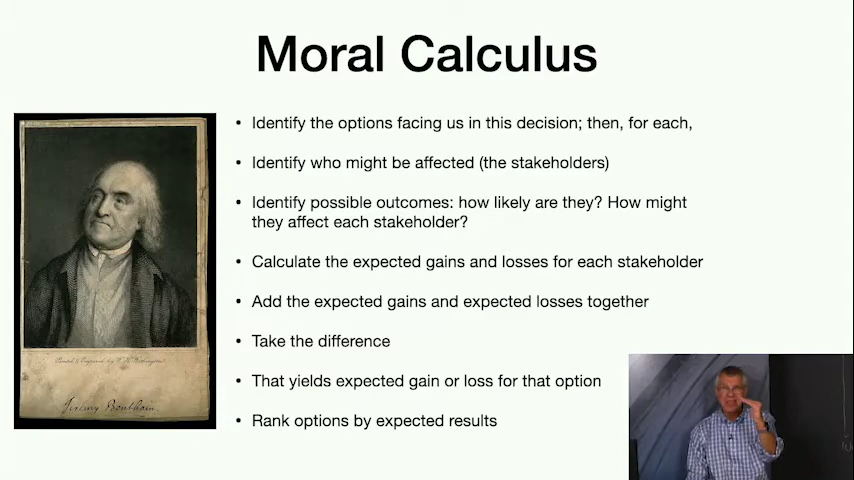 Moral Calculus
• Identify the options facing us in this decision; then, for each,
• Identify who might be affected (the stakeholders)
• Identify possible outcomes: how likely are they? How might
they affect each stakeholder?
• Calculate the expected gains and losses for each stakeholder
• Add the expected gains and expected losses together
• Take the difference
• That yields expected gain or loss for that option
• Rank options by expected results
Jeremy Bentham